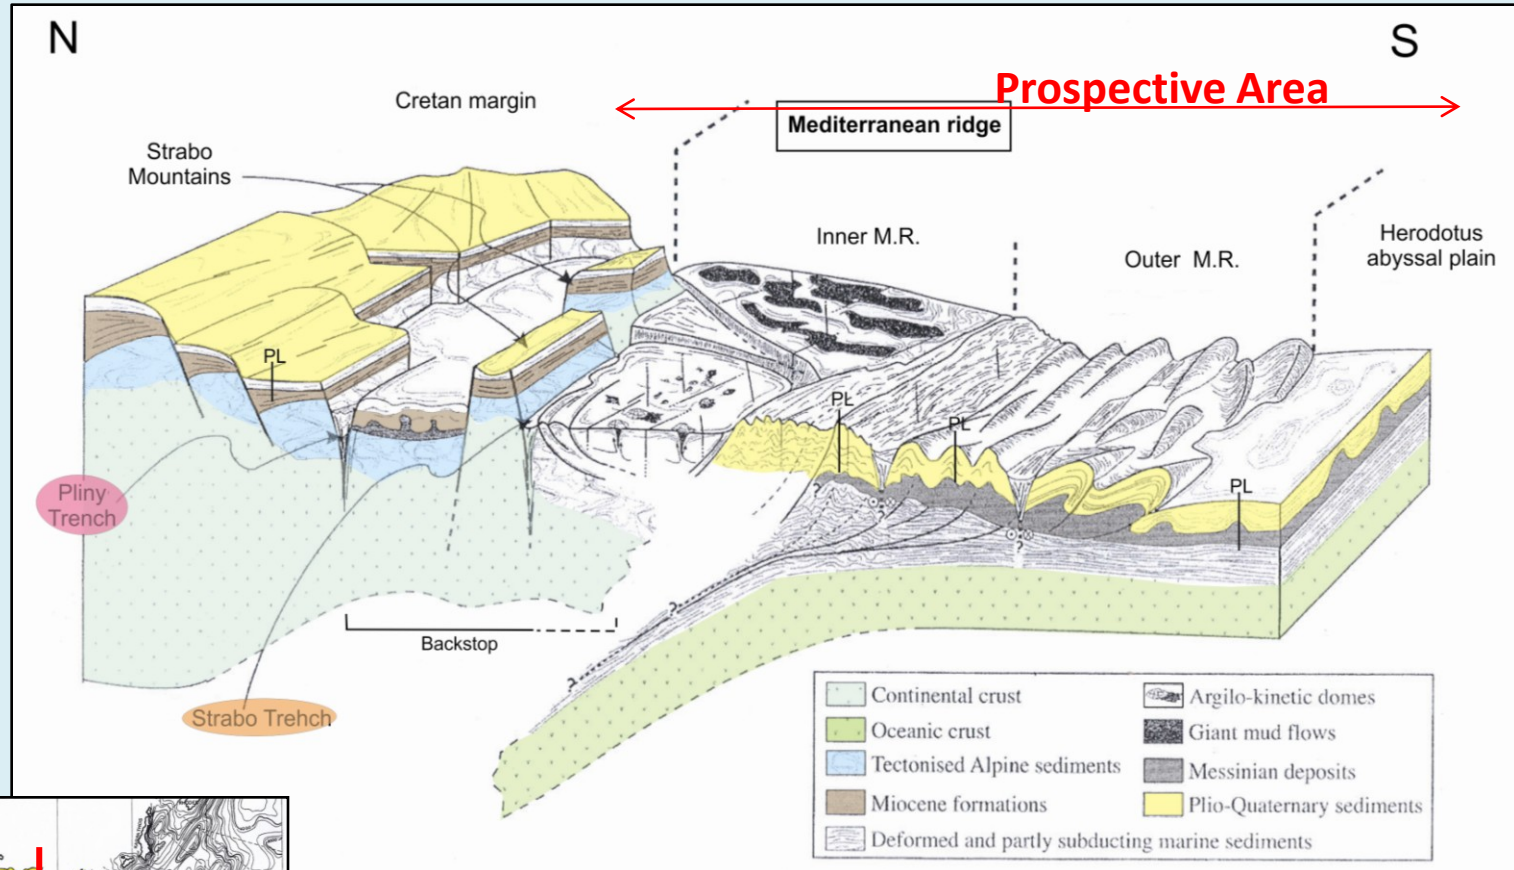 N
S
Prospective Area
Cretan margin
Mediterranean ridge
Strabo
Mountains
Inner M.R.
Outer M.R.
Herodotus
abyssal plain
PL
PL
PL
PL
Pliny
Trench
?
?
?
?
?
Backstop
Strabo Trehch
Continental crust
Oceanic crust
Tectonised Alpine sediments
Miocene formations
Deformed and partly subducting marine sediments
Argilo-kinetic domes
Giant mud flows
Messinian deposits
Plio-Quaternary sediments